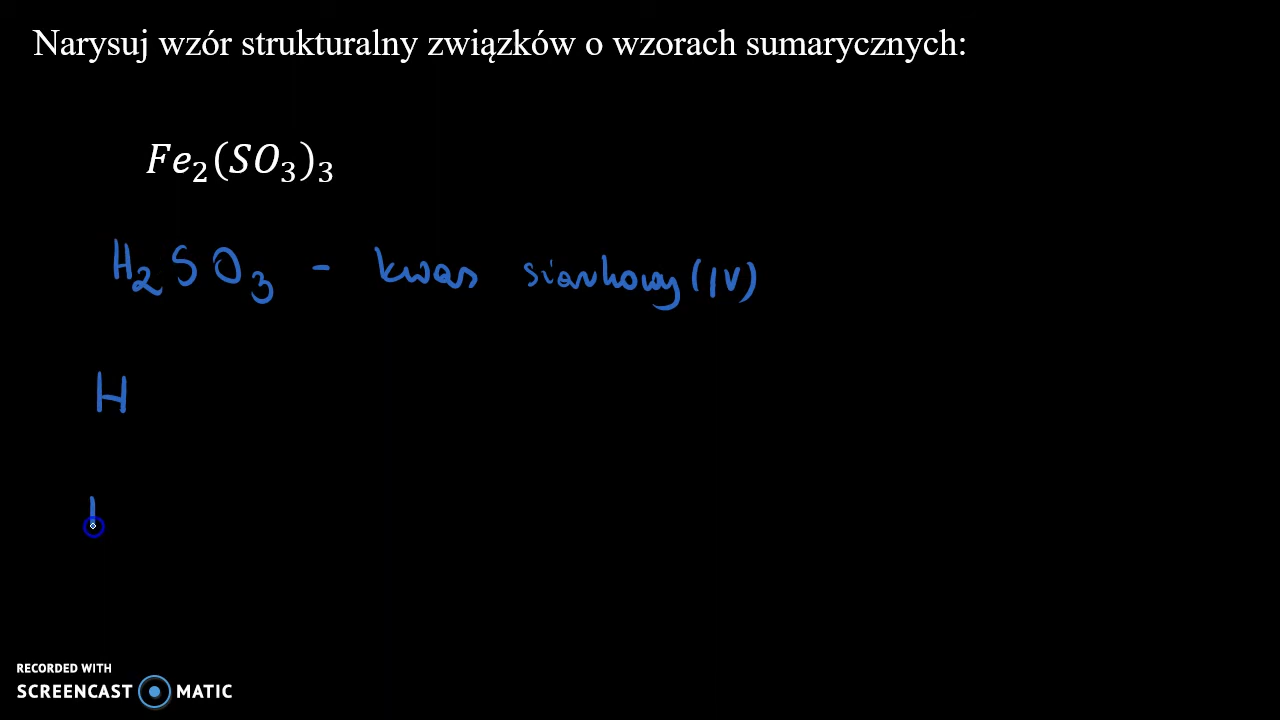 Narysuj wzór strukturalny związków o wzorach sumarycznych:
Fe₂(SO₃)₃
H₂SO₃ - kwas siarkowy (IV)
H
RECORDED WITH
SCREENCAST MATIC